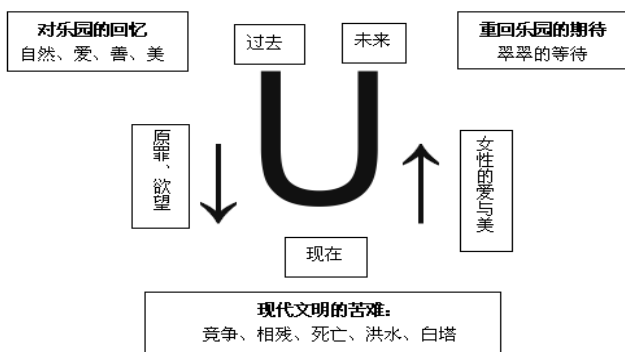 对乐园的回忆
自然、爱、善、美
过去
未来
重回乐园的期待
翠翠的等待
原罪、欲望
女性的爱与美
现在
现代文明的苦难：
竞争、相残、死亡、洪水、白塔